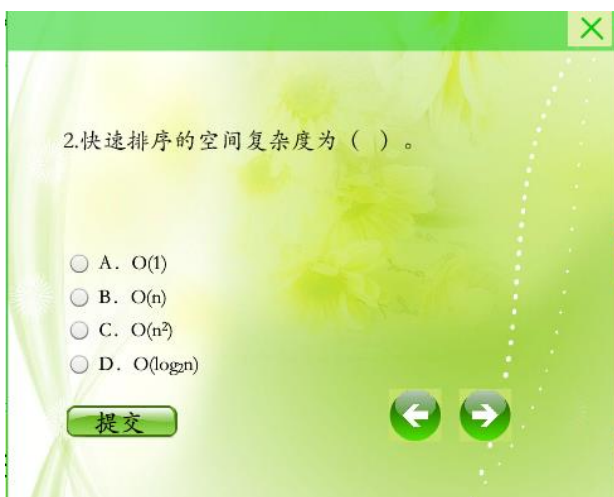 2.快速排序的空间复杂度为（ ）。
A. O(1)
B. O(n)
C. O(n²)
D. O(log₂n)
提交